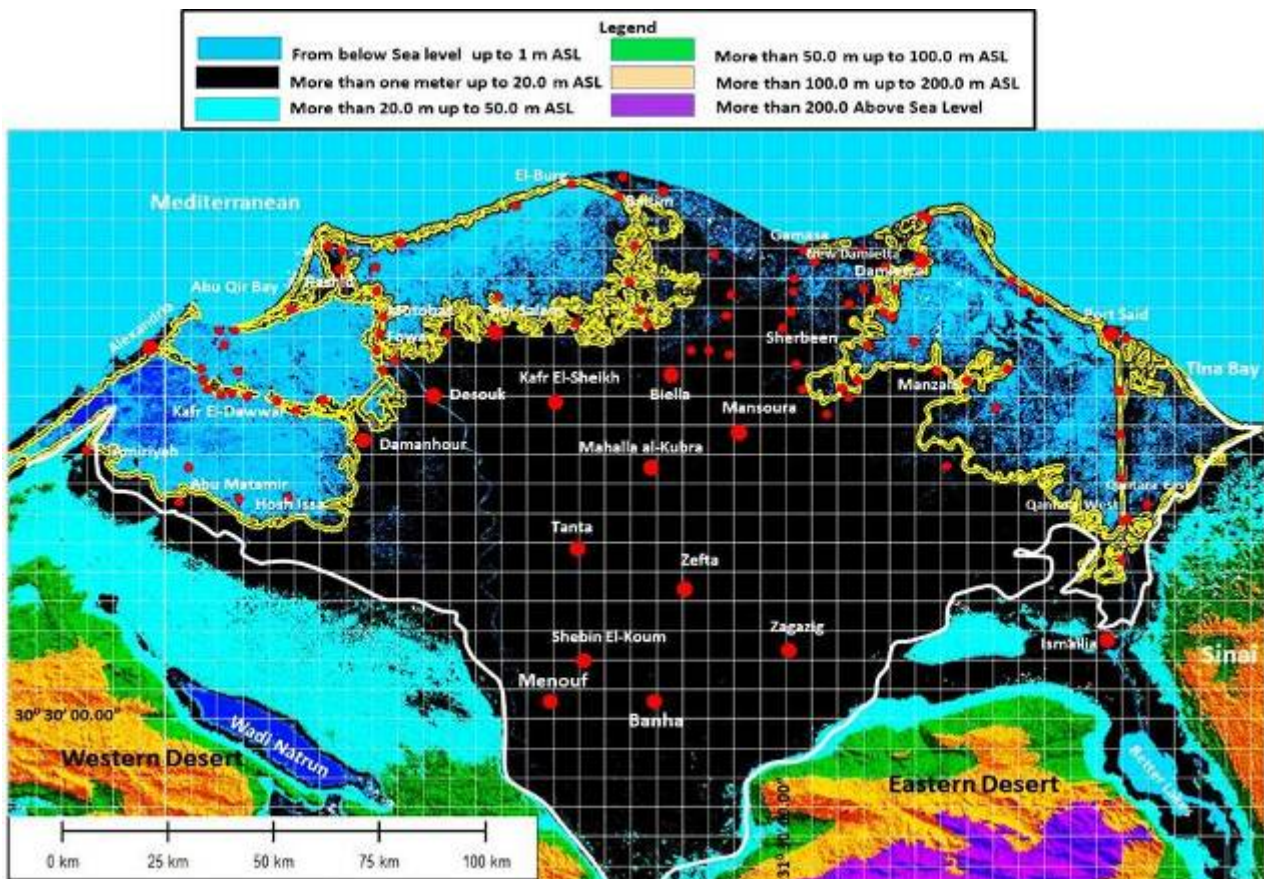 Legend
From below Sea level up to 1 m ASL
More than one meter up to 20.0 m ASL
More than 20.0 m up to 50.0 m ASL
More than 50.0 m up to 100.0 m ASL
More than 100.0 m up to 200.0 m ASL
More than 200.0 Above Sea Level
El-Burg
Mediterranean
Baltim
Gamasa
New Damietta
Damietta
Abu Qir Bay
Rashid
Alexandria
Motobas
Sidi Salem
Fowa
Sherbeen
Port Said
Tina Bay
Kafr El-Sheikh
Desouk
Biella
Manzala
Kafr El-Dawwar
Mansoura
Damanhour
Mahalla al-Kubra
Amiriyah
Abu Matamir
Hosh Issa
Qantara East
Qantara West
Tanta
Zefta
Shebin El-Koum
Zagazig
Ismailia
Sinai
Menouf
Banha
30° 30' 00.00"
Wadi Natrun
Western Desert
Eastern Desert
0 km 25 km 50 km 75 km 100 km